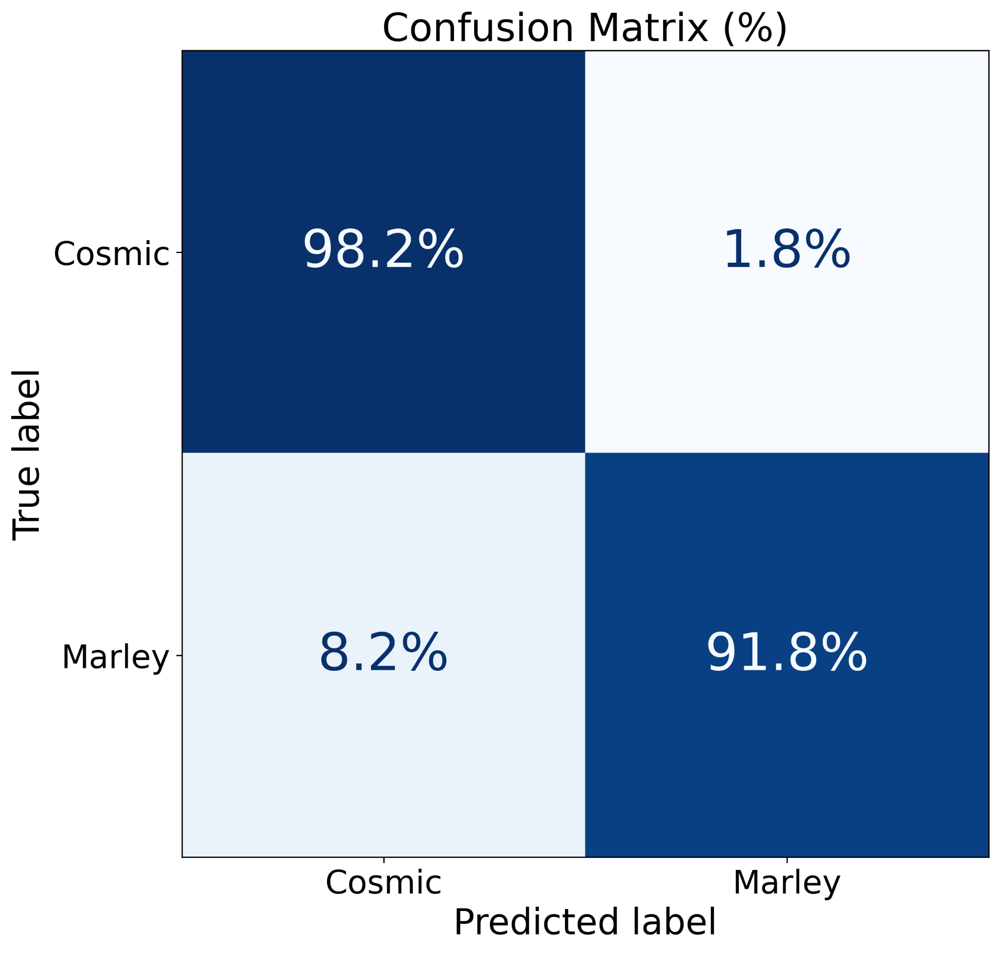 Confusion Matrix (%)
Cosmic
98.2%
1.8%
True label
Marley
8.2%
91.8%
Cosmic
Marley
Predicted label